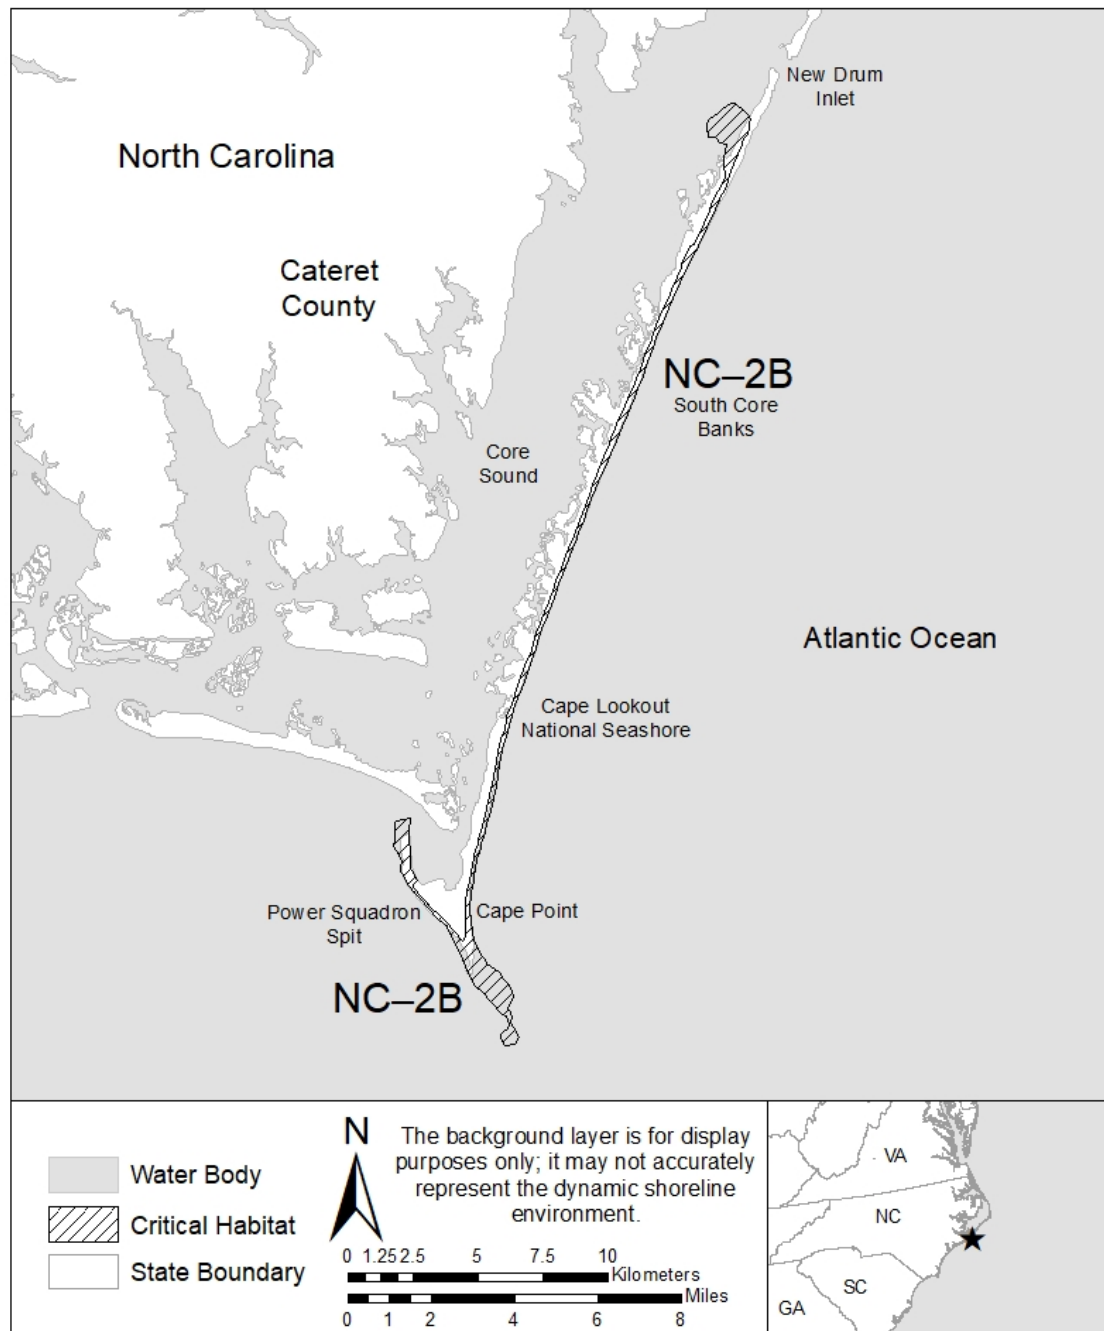 New Drum
Inlet
North Carolina
Cateret
County
NC–2B
South Core
Banks
Core
Sound
Atlantic Ocean
Cape Lookout
National Seashore
Power Squadron
Spit
Cape Point
NC–2B
Water Body
Critical Habitat
State Boundary
N
The background layer is for display
purposes only; it may not accurately
represent the dynamic shoreline
environment.
0 1.25 2.5 5 7.5 10
Kilometers
Miles
0 1 2 4 6 8
VA
NC
SC
GA